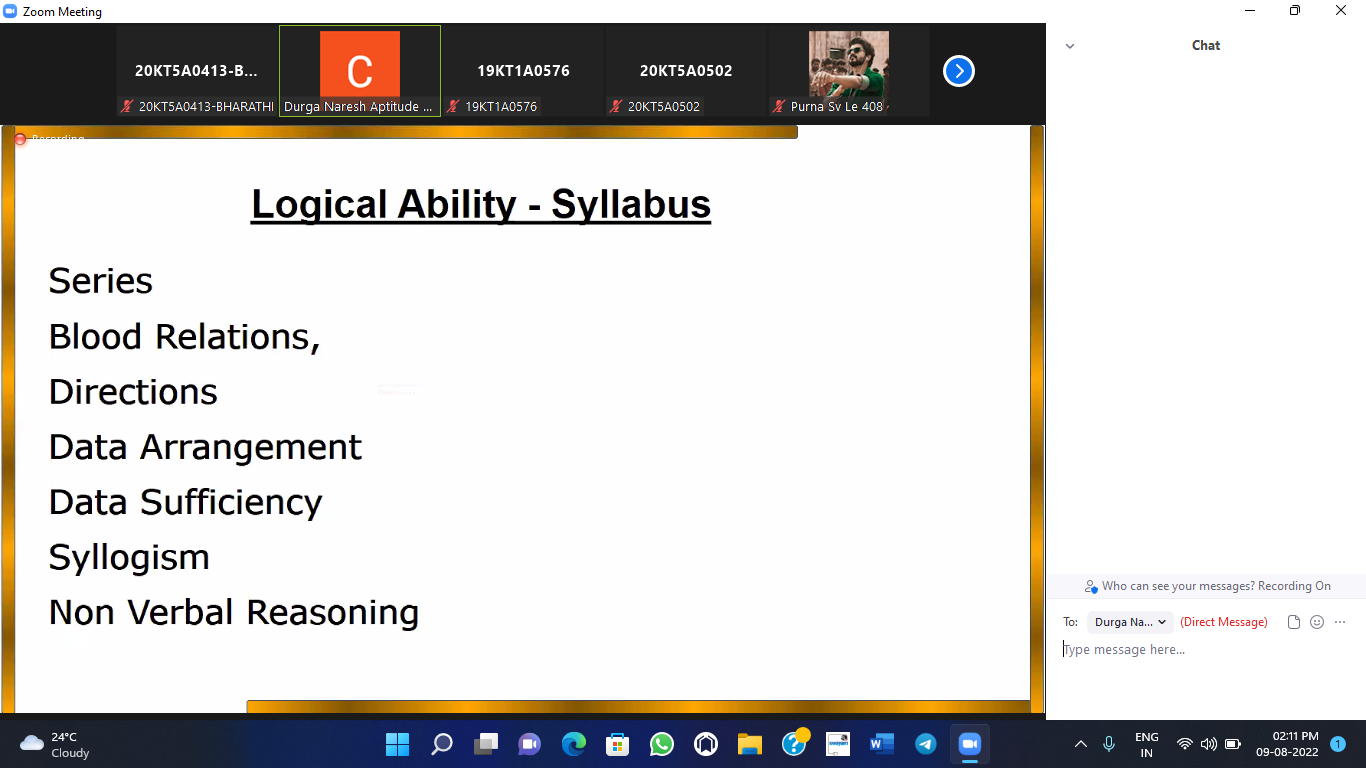 Zoom Meeting
20KT5A0413-B...
C
19KT1A0576
20KT5A0502
20KT5A0413-BHARATHI
Durga Naresh Aptitude ...
19KT1A0576
20KT5A0502
Purna Sv Le 408
Chat
Recording
Logical Ability - Syllabus
Series
Blood Relations,
Directions
Data Arrangement
Data Sufficiency
Syllogism
Non Verbal Reasoning
Who can see your messages? Recording On
To: Durga Na... (Direct Message)
Type message here...
24°C
Cloudy
ENG
IN
02:11 PM
09-08-2022
1